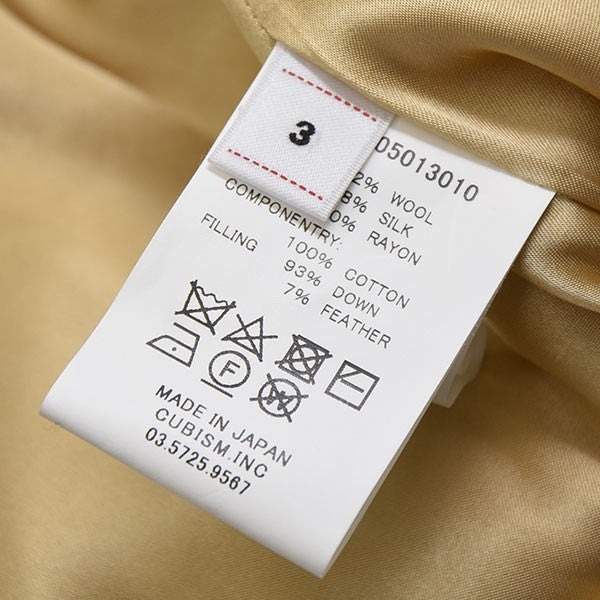 3
05013010
2% WOOL
8% SILK
0% RAYON
COMPONENTRY:
100% COTTON
FILLING
93% DOWN
7% FEATHER
F
W
MADE IN JAPAN
CUBISM.INC
03.5725.9567